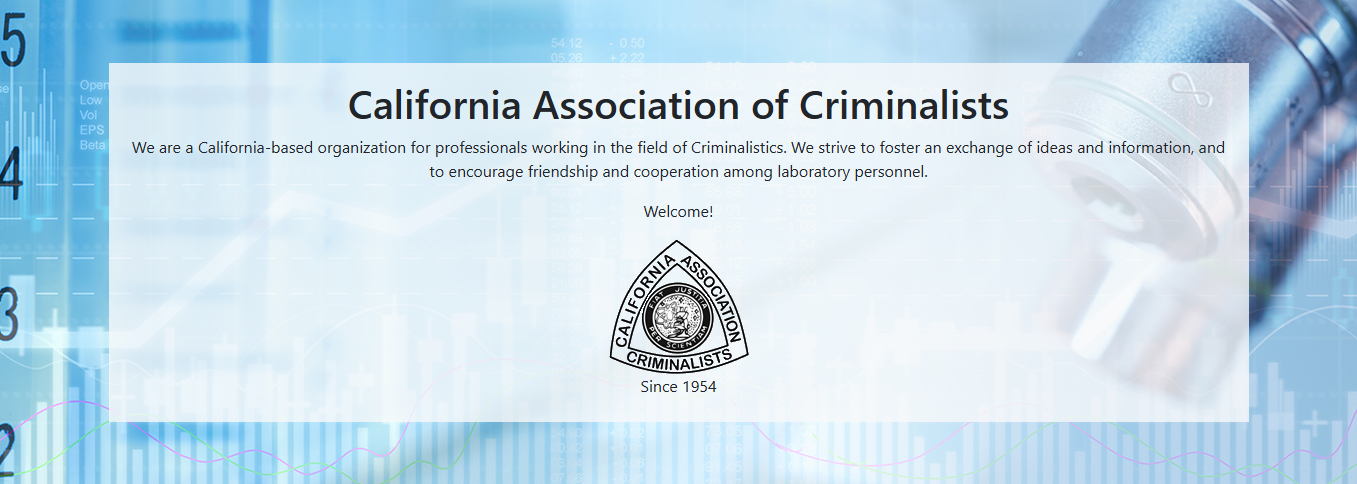 5
54.12 - 0.50
05.26 + 2.22
Open
Low
Vol
EPS
Beta
California Association of Criminalists
We are a California-based organization for professionals working in the field of Criminalistics. We strive to foster an exchange of ideas and information, and
to encourage friendship and cooperation among laboratory personnel.
4
Welcome!
CALIFORNIA ASSOCIATION
CRIMINALISTS
FIAT JUSTITIA
PER SCIENTIAM
3
Since 1954
2